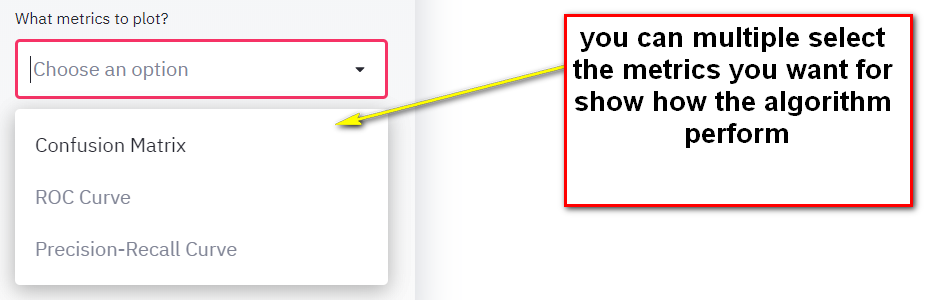 What metrics to plot?
Choose an option
Confusion Matrix
ROC Curve
Precision-Recall Curve
you can multiple select
the metrics you want for
show how the algorithm
perform